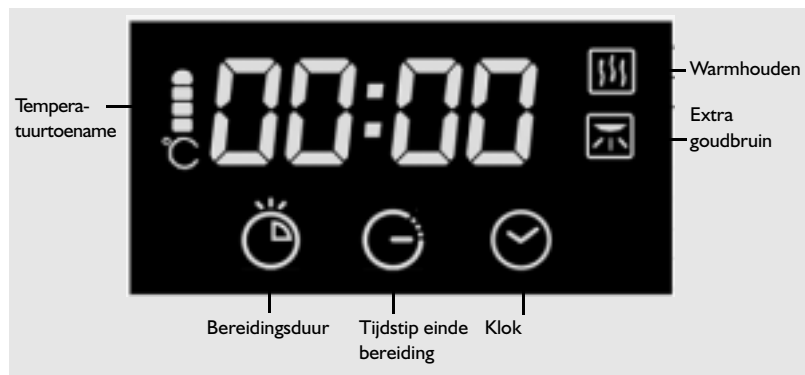 Tempera-
tuurtoename
°C
00:00
Warmhouden
Extra
goudbruin
Bereidingsduur
Tijdstip einde
bereiding
Klok